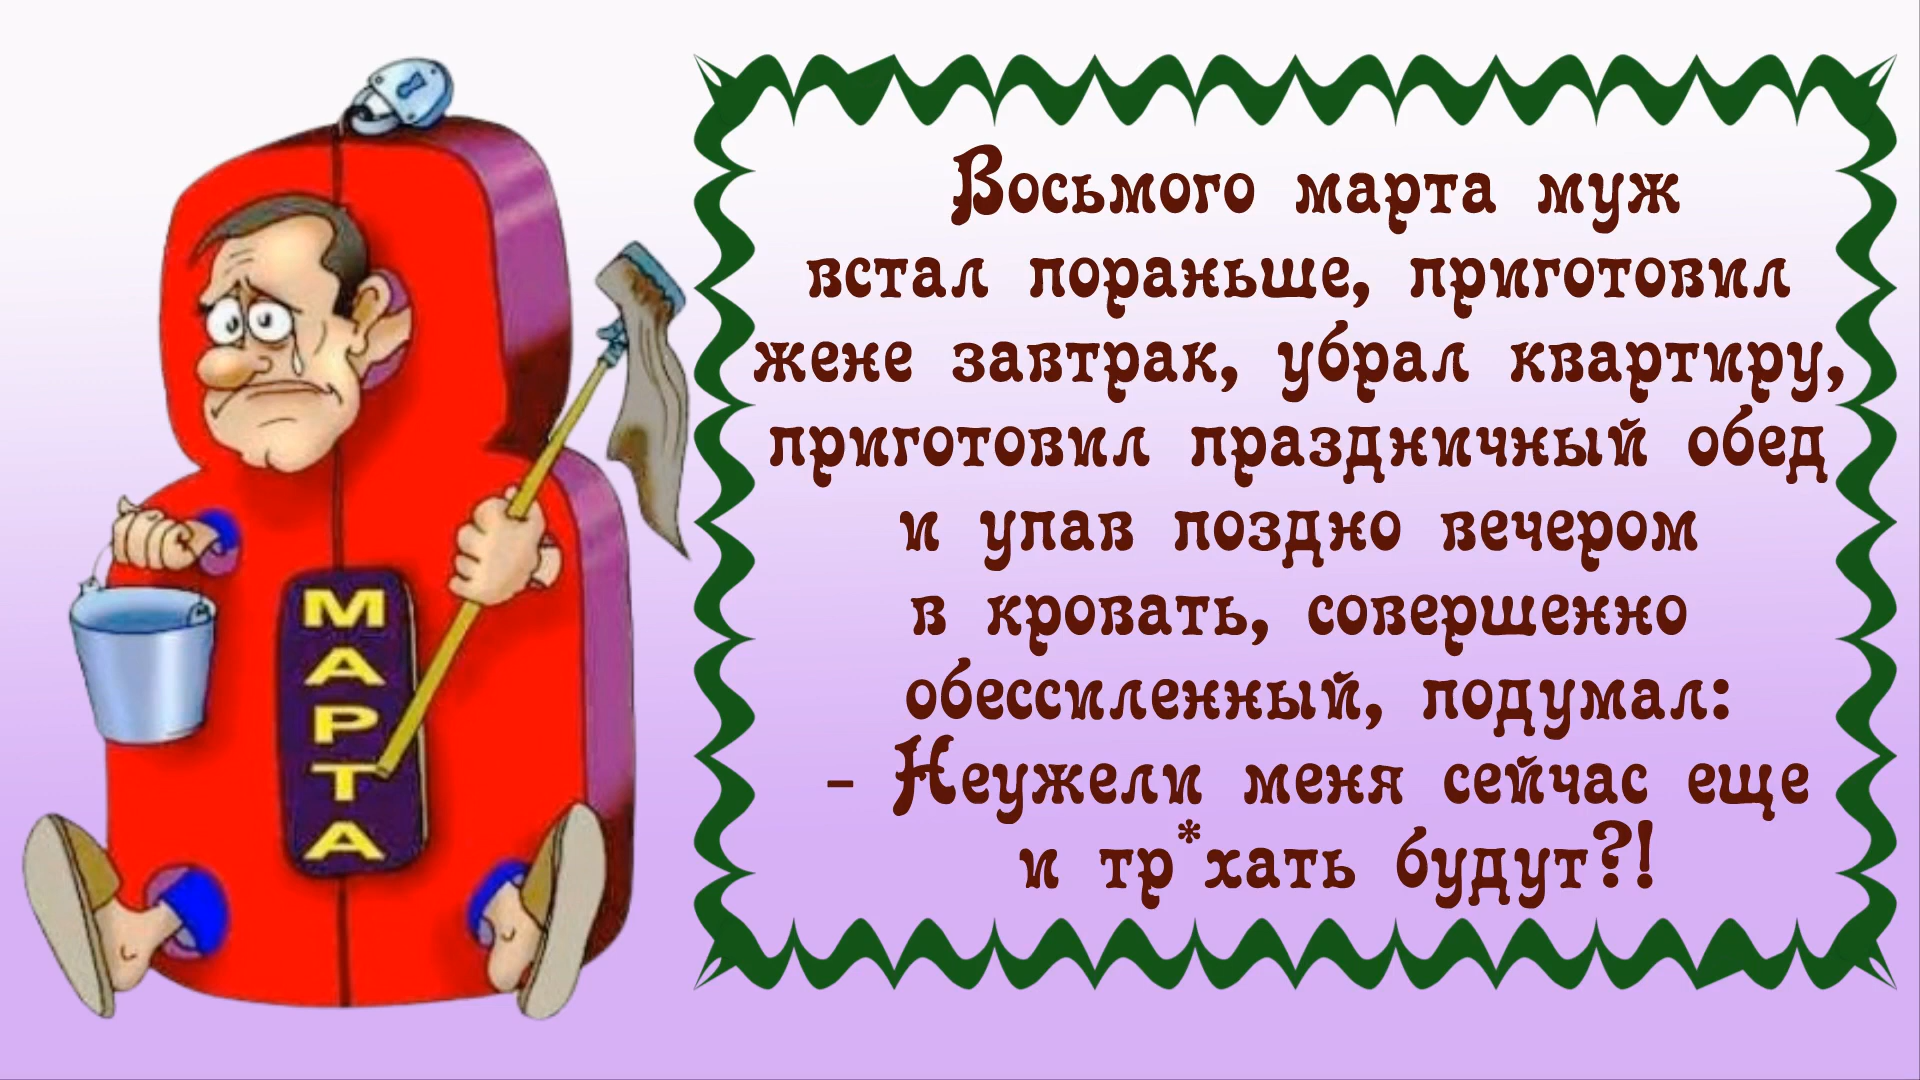 МАРТА
Восьмого марта муж
встал пораньше, приготовил
жене завтрак, убрал квартиру,
приготовил праздничный обед
и упав поздно вечером
в кровать, совершенно
обессиленный, подумал:
- Неужели меня сейчас еще
и тр*хать будут?!